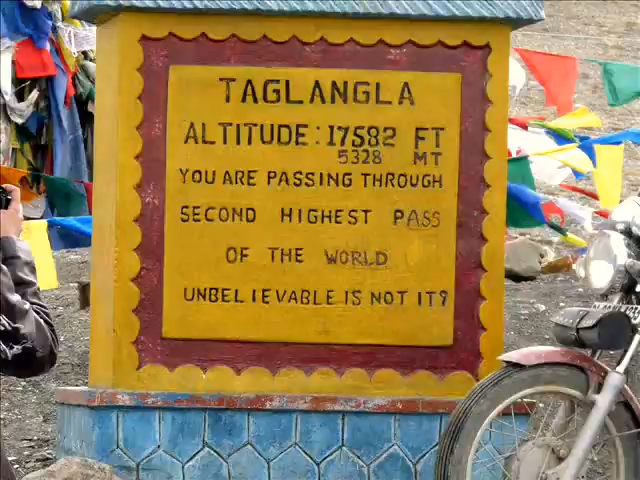 TAGLANGLA
ALTITUDE: 17582 FT
5328 MT
YOU ARE PASSING THROUGH
SECOND HIGHEST PASS
OF THE WORLD
UNBELIEVABLE IS NOT IT?